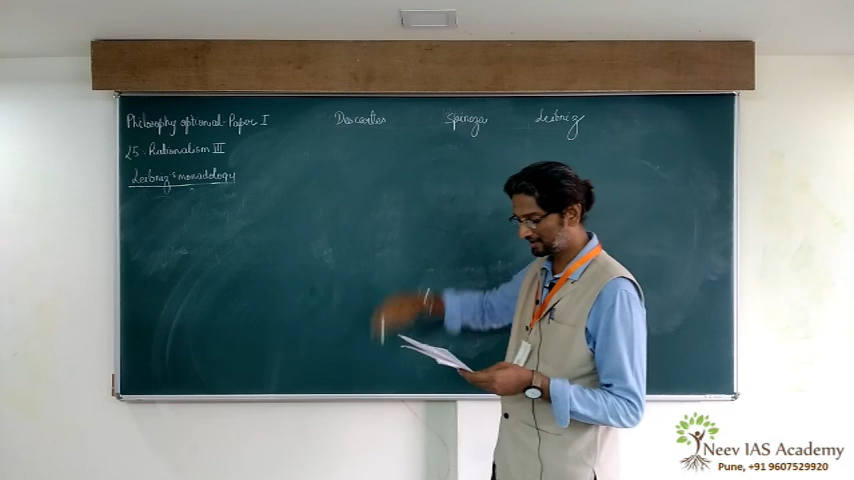 Philosophy optional - Paper I
Descartes
Spinoza
Leibniz
25. Rationalism III
Leibniz's monadology
Neev IAS Academy
Pune, +91 9607529920